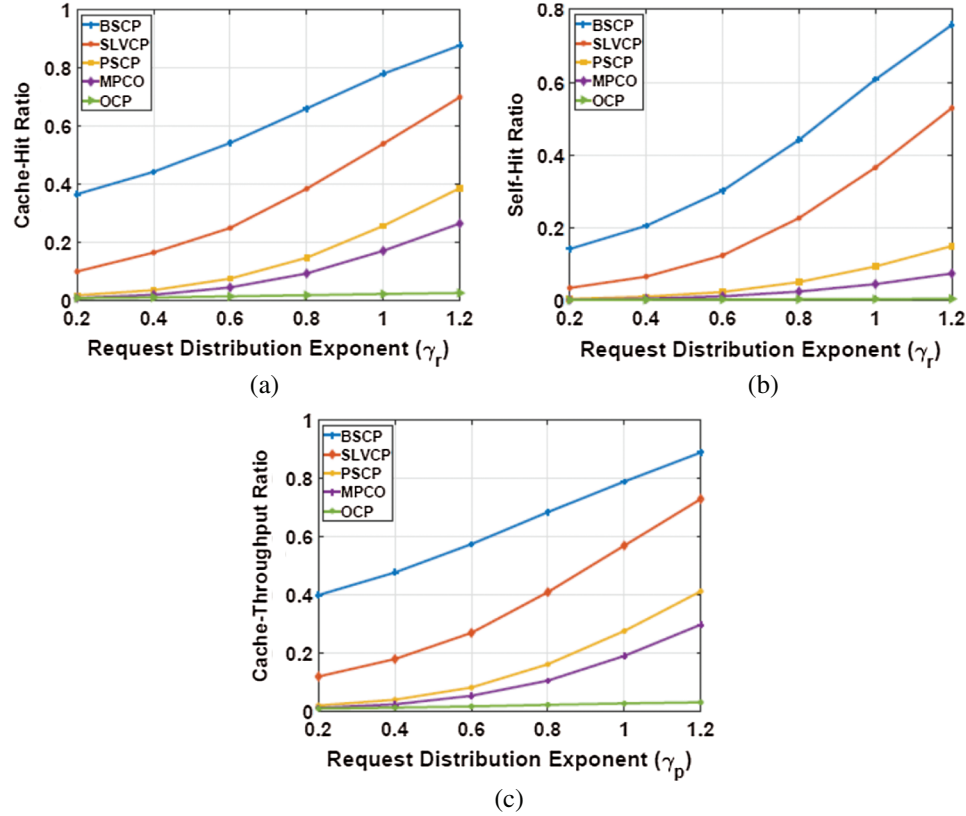 1
0.8
0.6
0.4
0.2
0
Cache-Hit Ratio
BSCP
SLVCP
PSCP
MPCO
OCP
0.2 0.4 0.6 0.8 1 1.2
Request Distribution Exponent (γr)
(a)
0.8
0.6
0.4
0.2
0
Self-Hit Ratio
BSCP
SLVCP
PSCP
MPCO
OCP
0.2 0.4 0.6 0.8 1 1.2
Request Distribution Exponent (γr)
(b)
1
0.8
0.6
0.4
0.2
0
Cache-Throughput Ratio
BSCP
SLVCP
PSCP
MPCO
OCP
0.2 0.4 0.6 0.8 1 1.2
Request Distribution Exponent (γp)
(c)